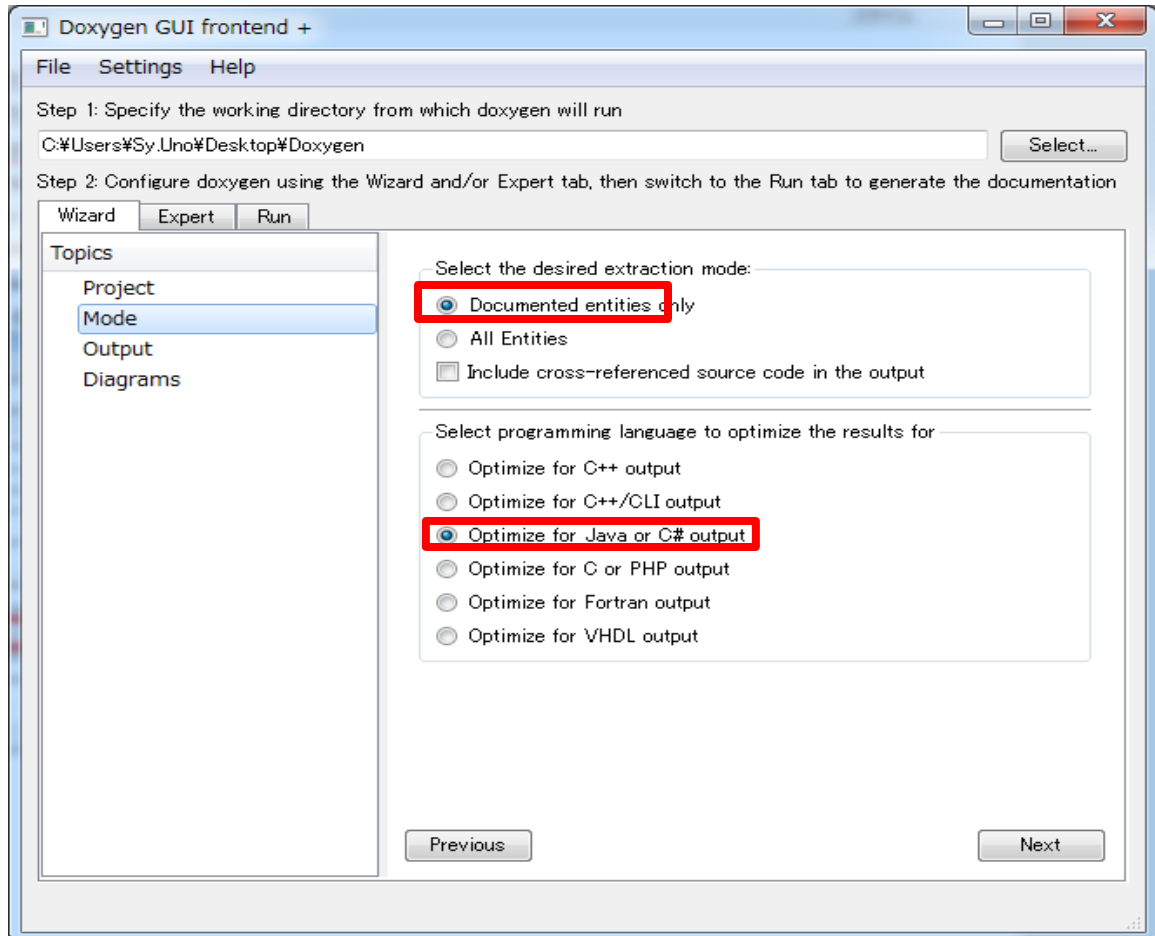 Doxygen GUI frontend +
File Settings Help
Step 1: Specify the working directory from which doxygen will run
C:¥Users¥Sy.Uno¥Desktop¥Doxygen
Select...
Step 2: Configure doxygen using the Wizard and/or Expert tab, then switch to the Run tab to generate the documentation
Wizard Expert Run
Topics
Project
Mode
Output
Diagrams
Select the desired extraction mode:
Documented entities only
All Entities
Include cross-referenced source code in the output
Select programming language to optimize the results for
Optimize for C++ output
Optimize for C++/CLI output
Optimize for Java or C# output
Optimize for C or PHP output
Optimize for Fortran output
Optimize for VHDL output
Previous
Next